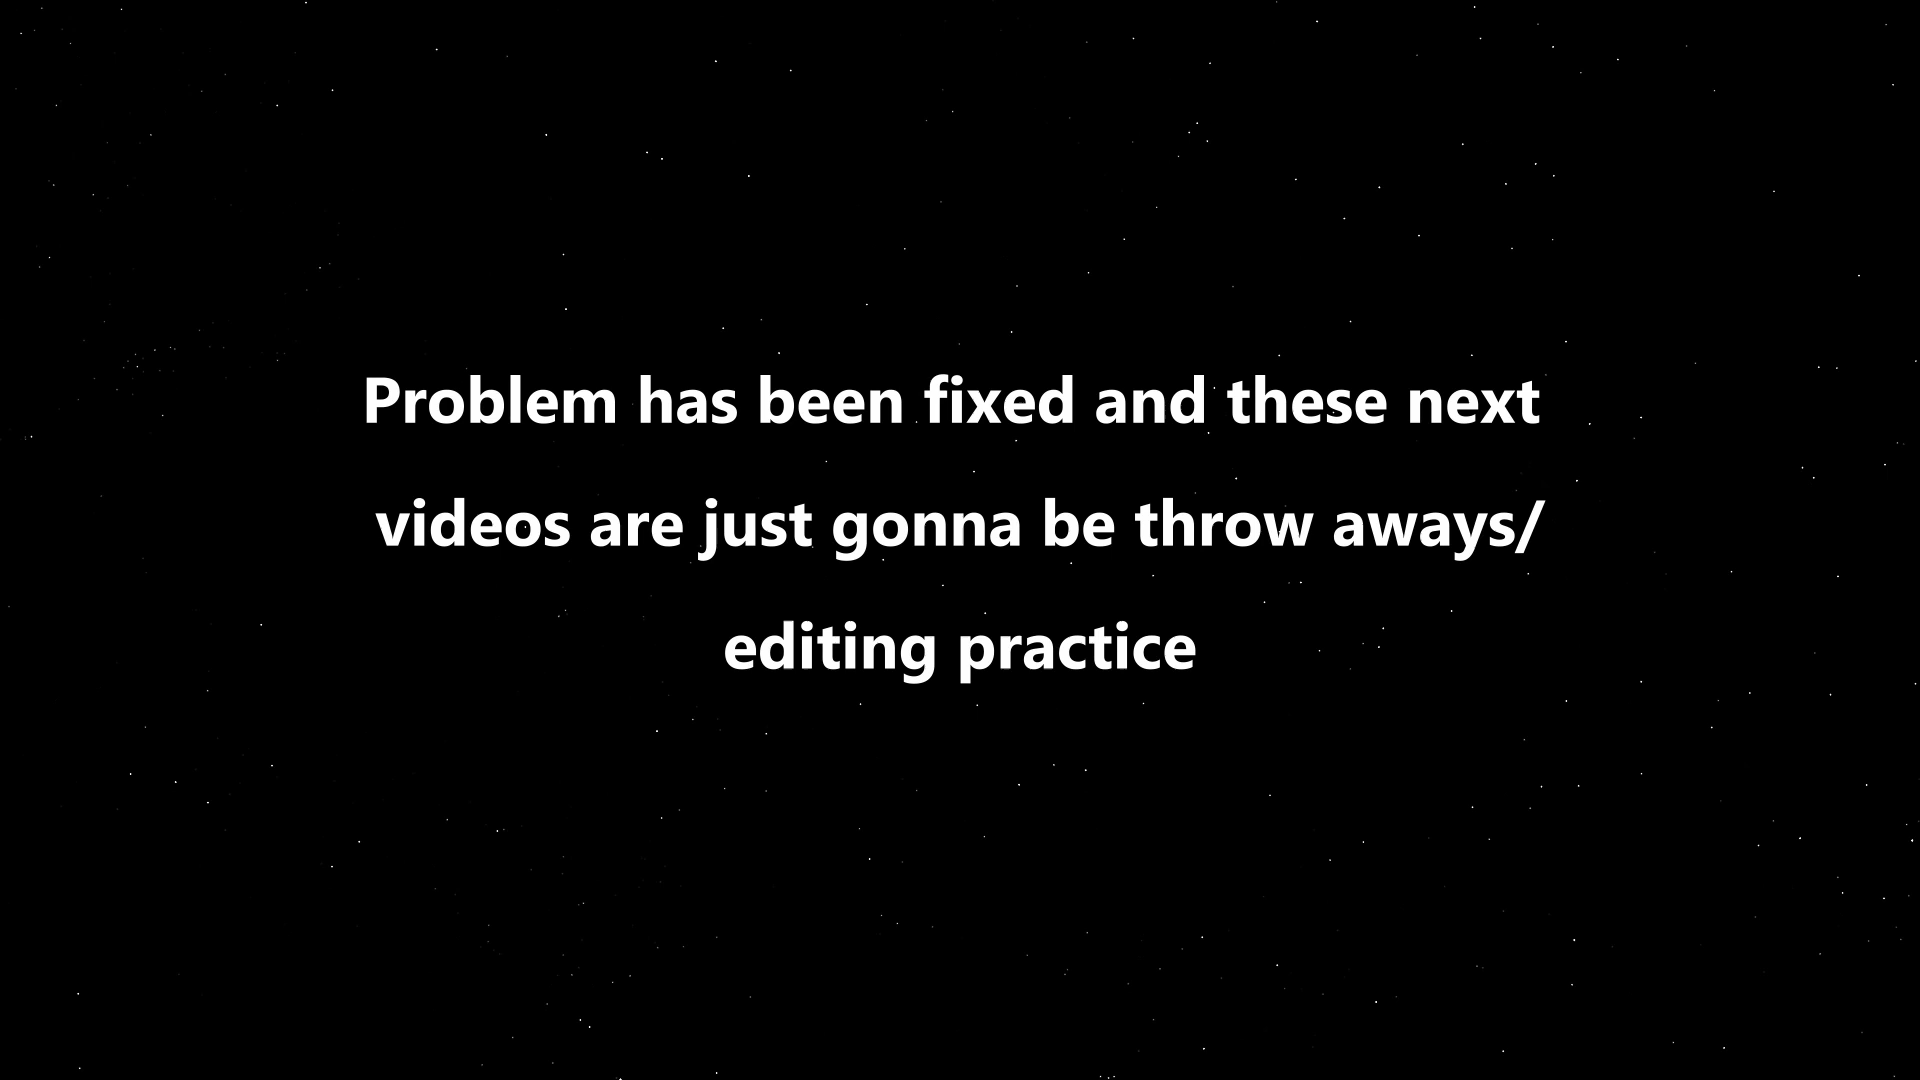 Problem has been fixed and these next
videos are just gonna be throw aways/
editing practice